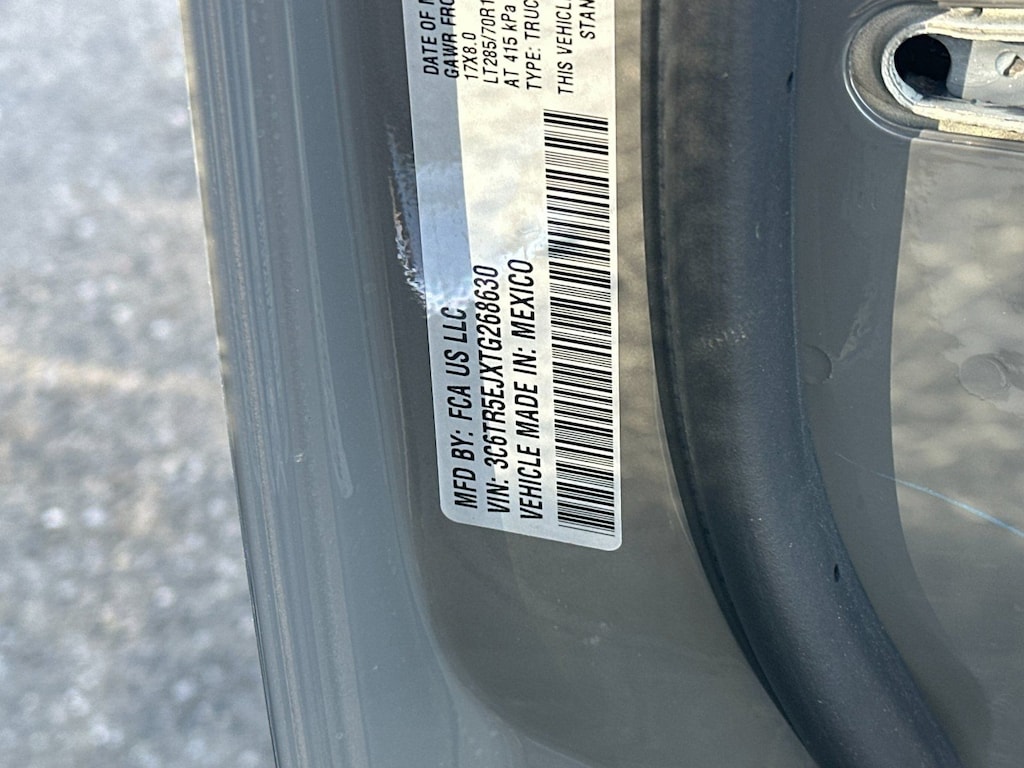 MFD BY: FCA US LLC
VIN: 3C6TR5EJXTG268630
VEHICLE MADE IN: MEXICO
DATE OF M
GAWR FRO
17X8.0
LT285/70R1
AT 415 kPa
TYPE: TRUC
THIS VEHICLE
STAN